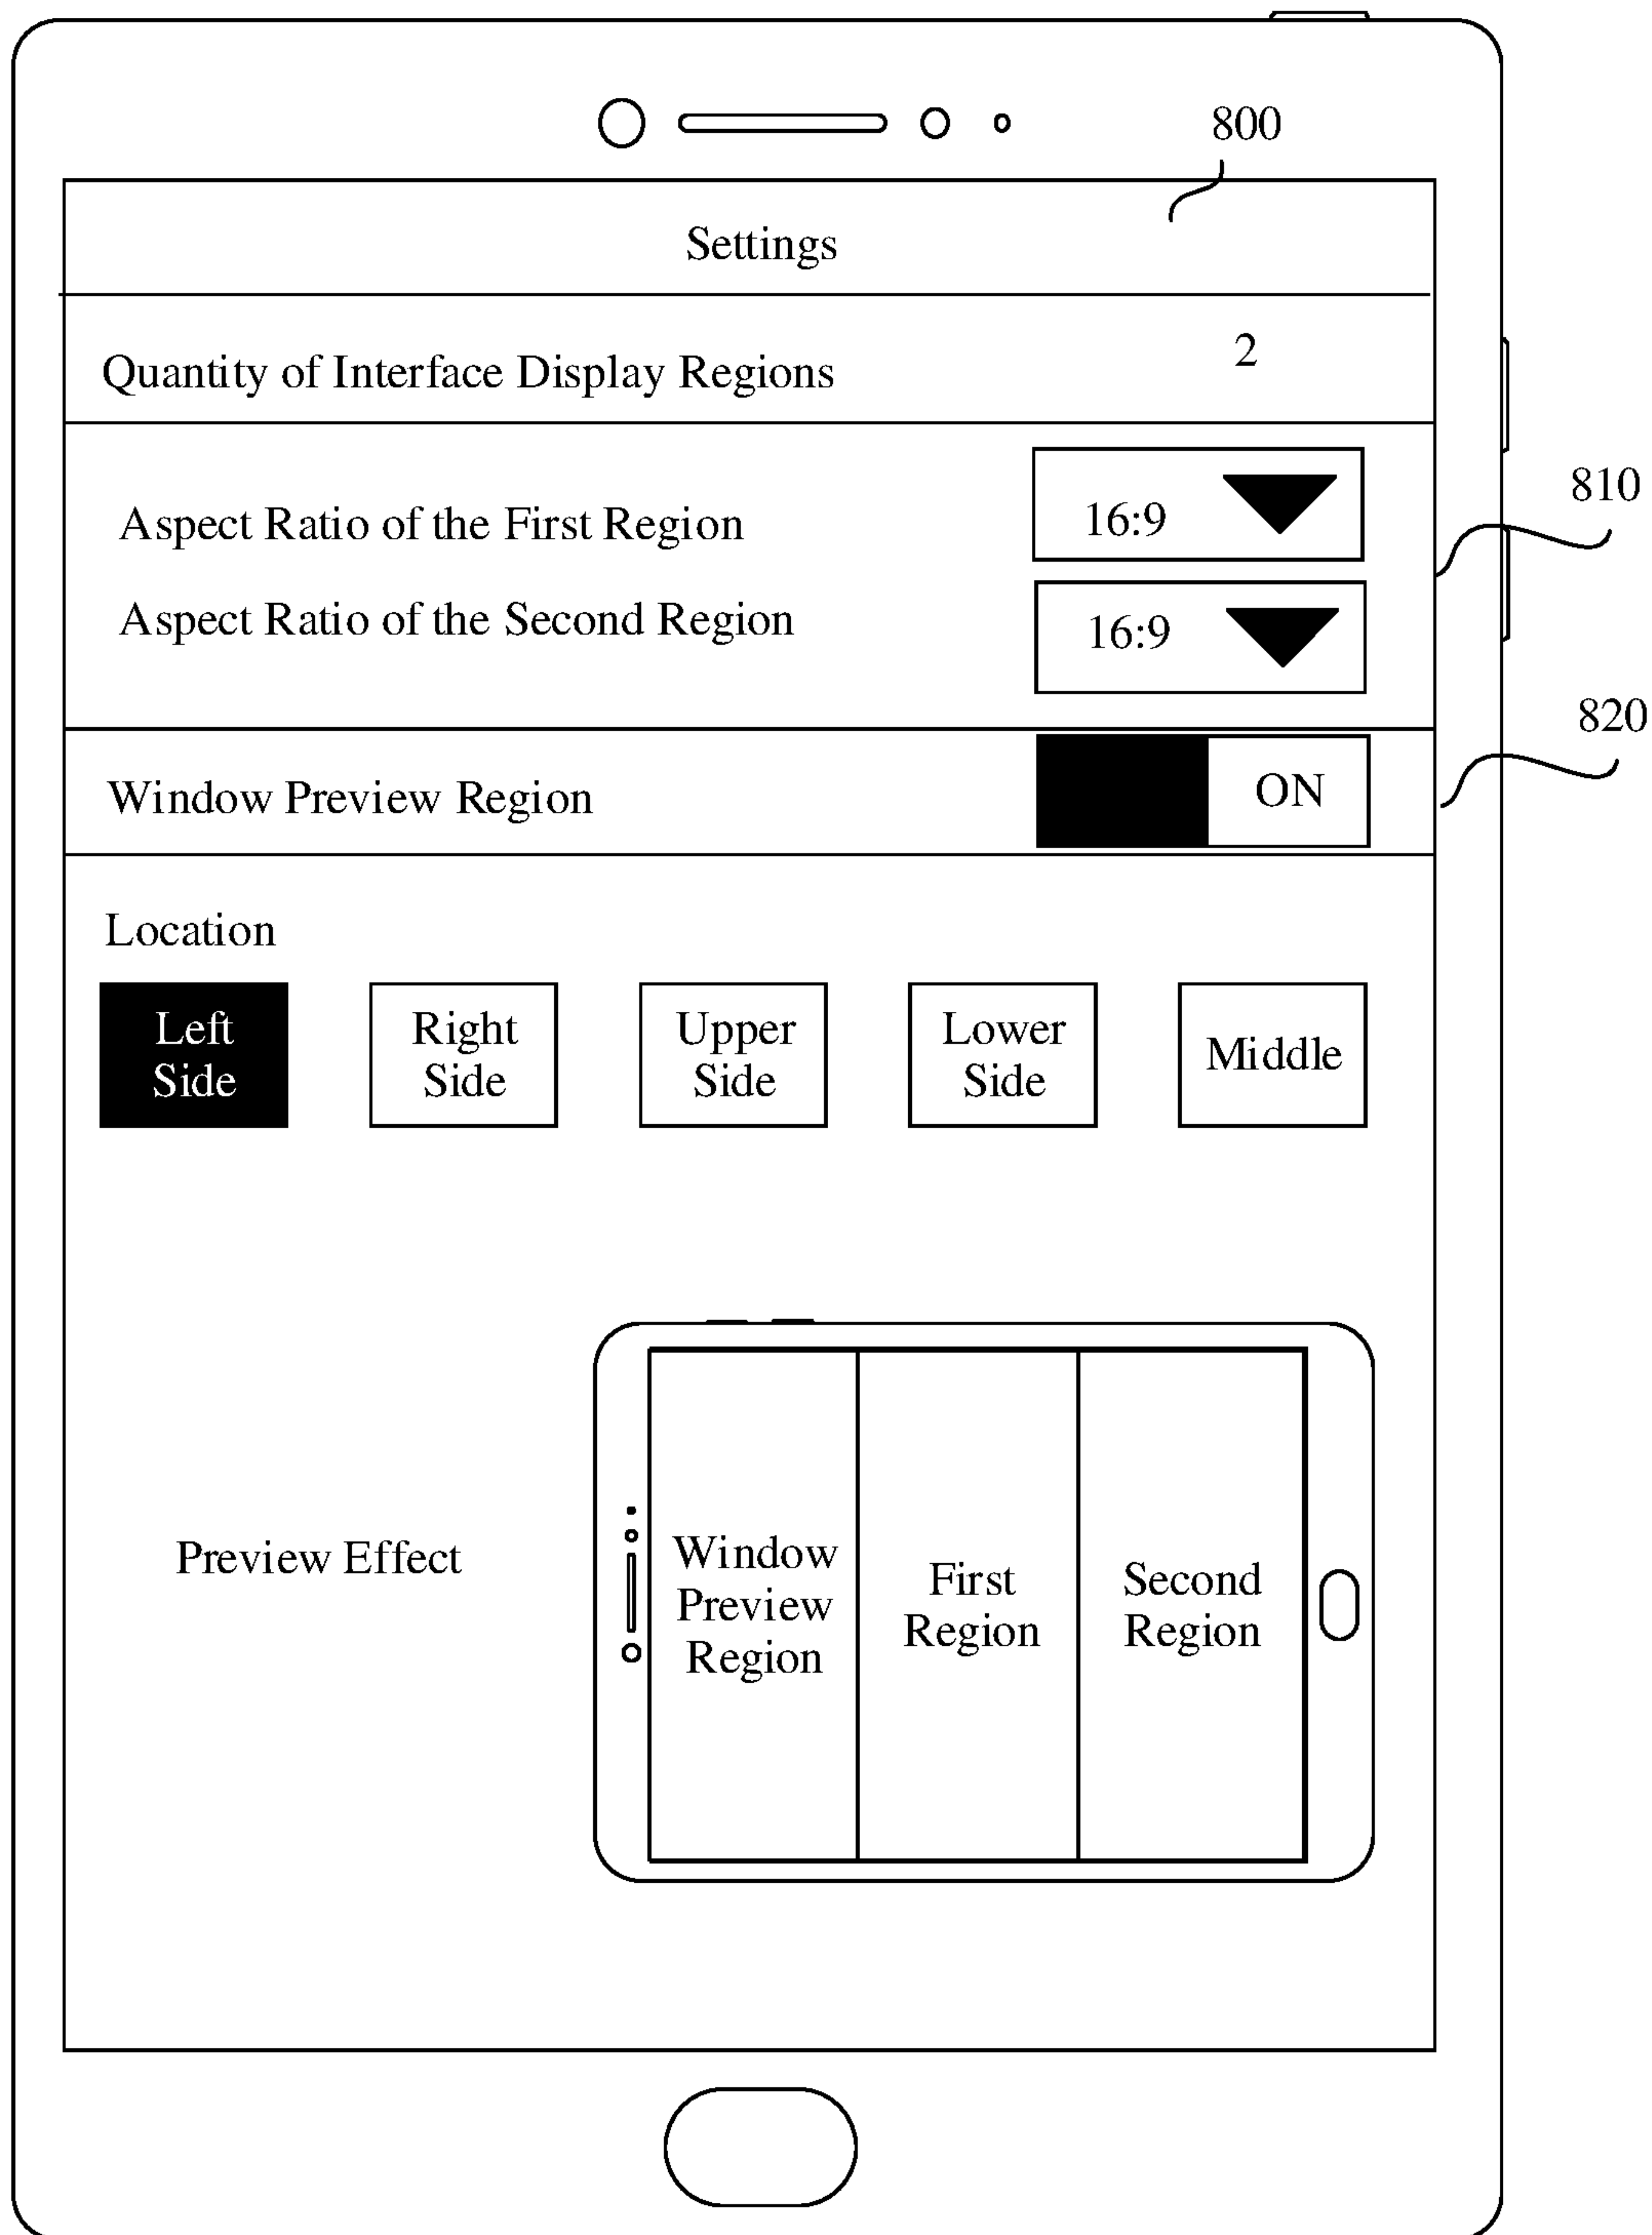 800
Settings
Quantity of Interface Display Regions 2
810
Aspect Ratio of the First Region 16:9
Aspect Ratio of the Second Region 16:9
820
Window Preview Region ON
Location
Left
Side
Right
Side
Upper
Side
Lower
Side
Middle
Preview Effect
Window
Preview
Region
First
Region
Second
Region